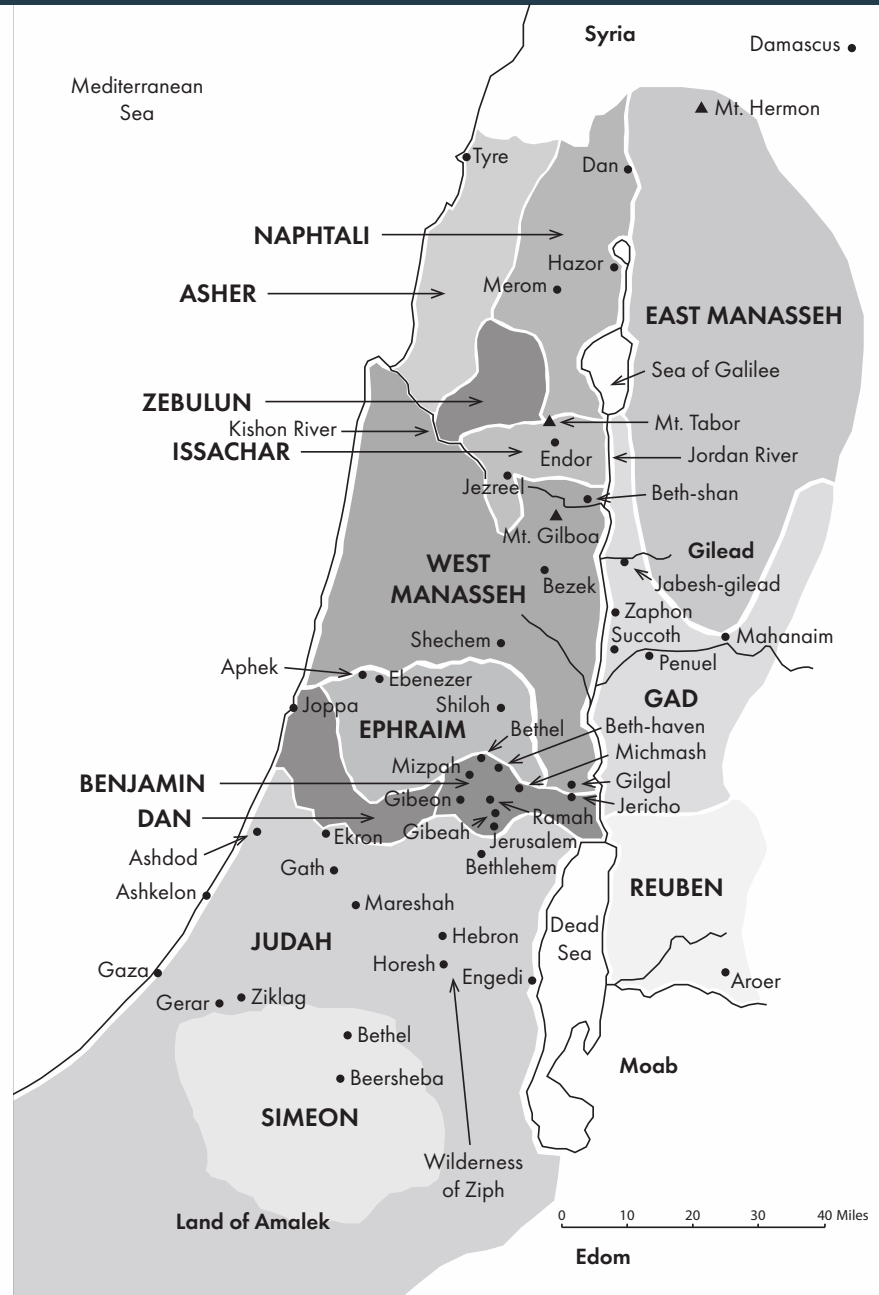 Syria
Damascus
Mediterranean
Sea
Mt. Hermon
Tyre
Dan
NAPHTALI
Hazor
Merom
ASHER
EAST MANASSEH
Sea of Galilee
ZEBULUN
Kishon River
Mt. Tabor
ISSACHAR
Endor
Jordan River
Jezreel
Beth-shan
Mt. Gilboa
Gilead
WEST
MANASSEH
Bezek
Jabesh-gilead
Zaphon
Succoth
Mahanaim
Shechem
Penuel
Aphek
Ebenezer
GAD
Joppa
Shiloh
EPHRAIM
Bethel
Beth-haven
Michmash
Mizpah
BENJAMIN
Gilgal
Gibeon
Jericho
DAN
Ramah
Ekron
Gibeah
Jerusalem
Ashdod
Gath
Bethlehem
Ashkelon
REUBEN
Mareshah
Dead
Sea
JUDAH
Hebron
Horesh
Gaza
Engedi
Aroer
Gerar
Ziklag
Bethel
Moab
Beersheba
SIMEON
Wilderness
of Ziph
Land of Amalek
0 10 20 30 40 Miles
Edom